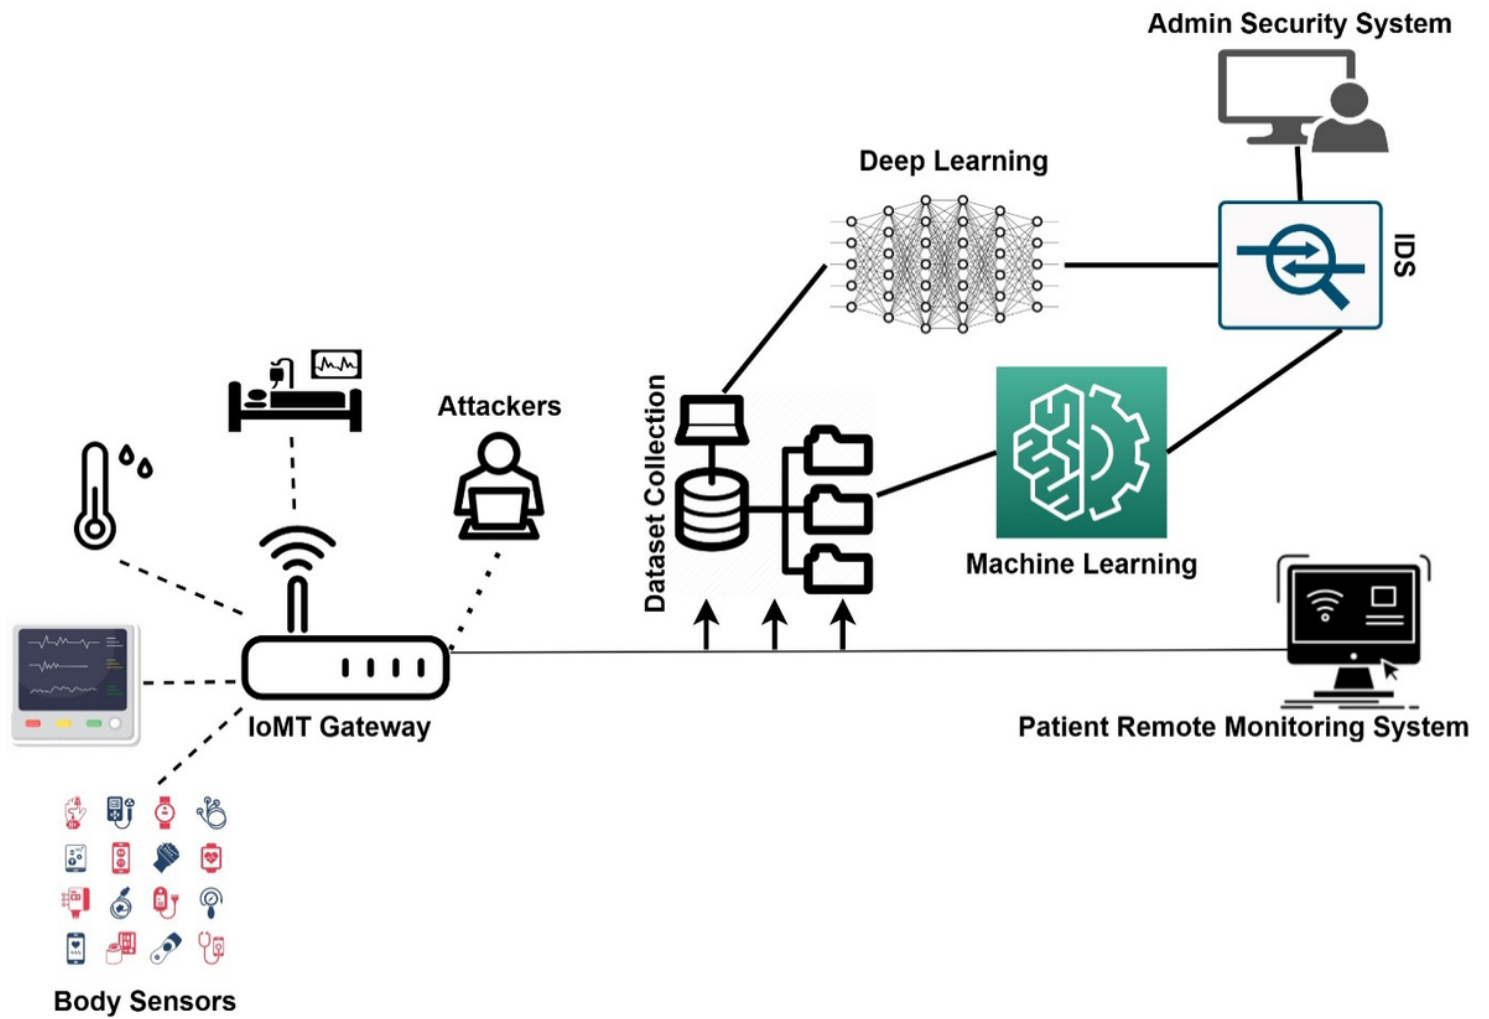 Admin Security System
Deep Learning
IDS
Attackers
Dataset Collection
Machine Learning
IoMT Gateway
Patient Remote Monitoring System
Body Sensors